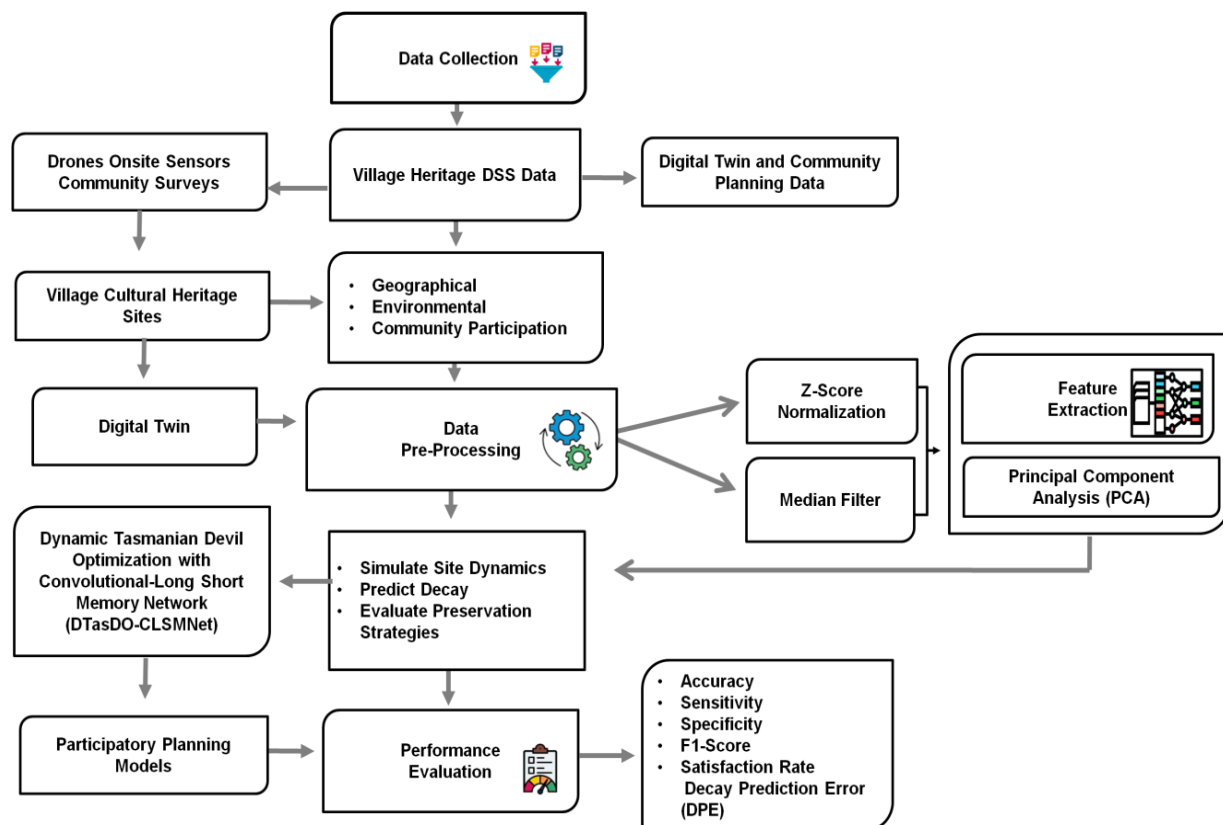 Data Collection
Drones Onsite Sensors
Community Surveys
Village Heritage DSS Data
Digital Twin and Community
Planning Data
Village Cultural Heritage
Sites
• Geographical
• Environmental
• Community Participation
Digital Twin
Data
Pre-Processing
Z-Score
Normalization
Median Filter
Feature
Extraction
Principal Component
Analysis (PCA)
Dynamic Tasmanian Devil
Optimization with
Convolutional-Long Short
Memory Network
(DTasDO-CLSMNet)
• Simulate Site Dynamics
• Predict Decay
• Evaluate Preservation
Strategies
Participatory Planning
Models
Performance
Evaluation
• Accuracy
• Sensitivity
• Specificity
• F1-Score
• Satisfaction Rate
Decay Prediction Error
(DPE)